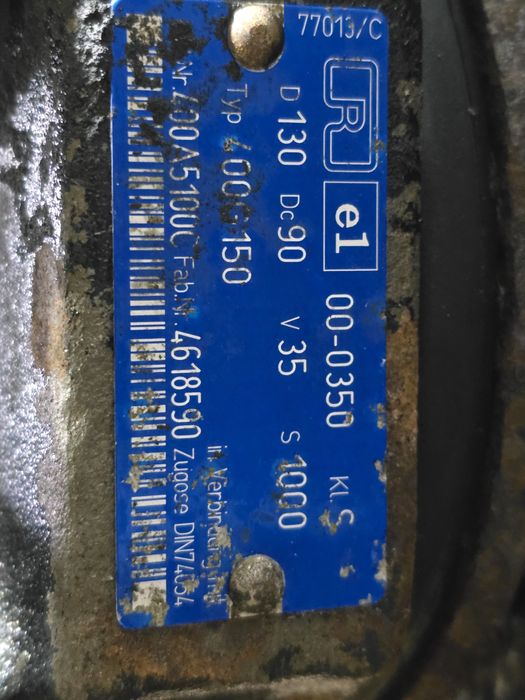 77013/C
R e1 00-0350 Kl. S
D 130 Dc 90 V 35 S 1000
Typ 400G150 in Verbindung mit
Nr. 400A5100C Fab.Nr. 4618590 Zugöse DIN74054